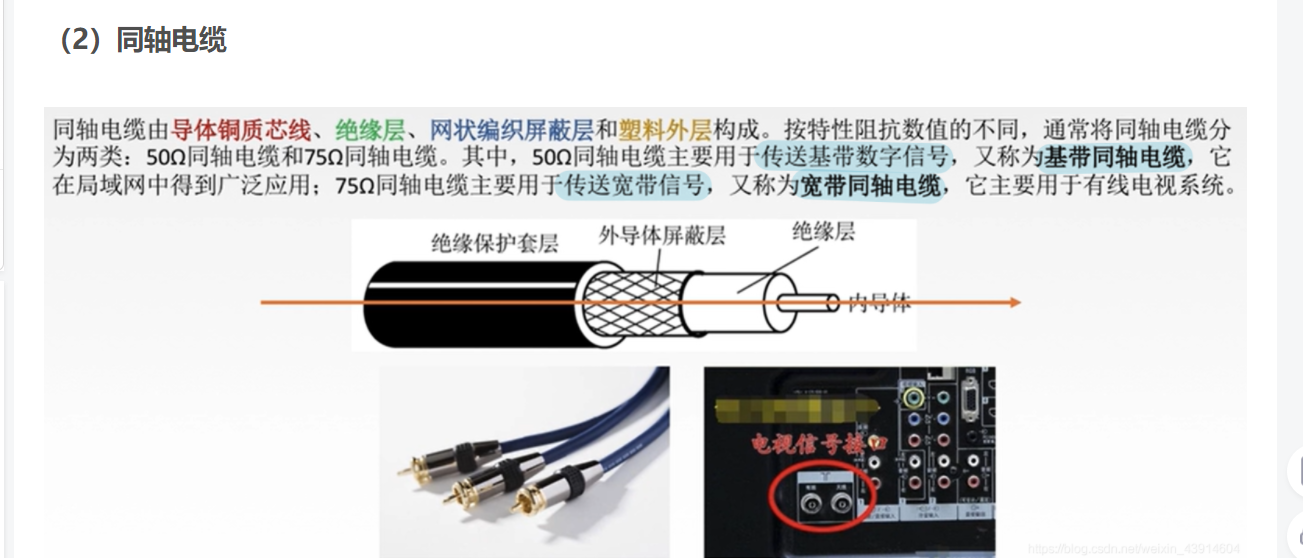 （2）同轴电缆
同轴电缆由导体铜质芯线、绝缘层、网状编织屏蔽层和塑料外层构成。按特性阻抗数值的不同，通常将同轴电缆分
为两类：50Ω同轴电缆和75Ω同轴电缆。其中，50Ω同轴电缆主要用于传送基带数字信号，又称为基带同轴电缆，它
在局域网中得到广泛应用；75Ω同轴电缆主要用于传送宽带信号，又称为宽带同轴电缆，它主要用于有线电视系统。
绝缘保护套层
外导体屏蔽层
绝缘层
内导体
电视信号接口
https://blog.csdn.net/weixin_43914604